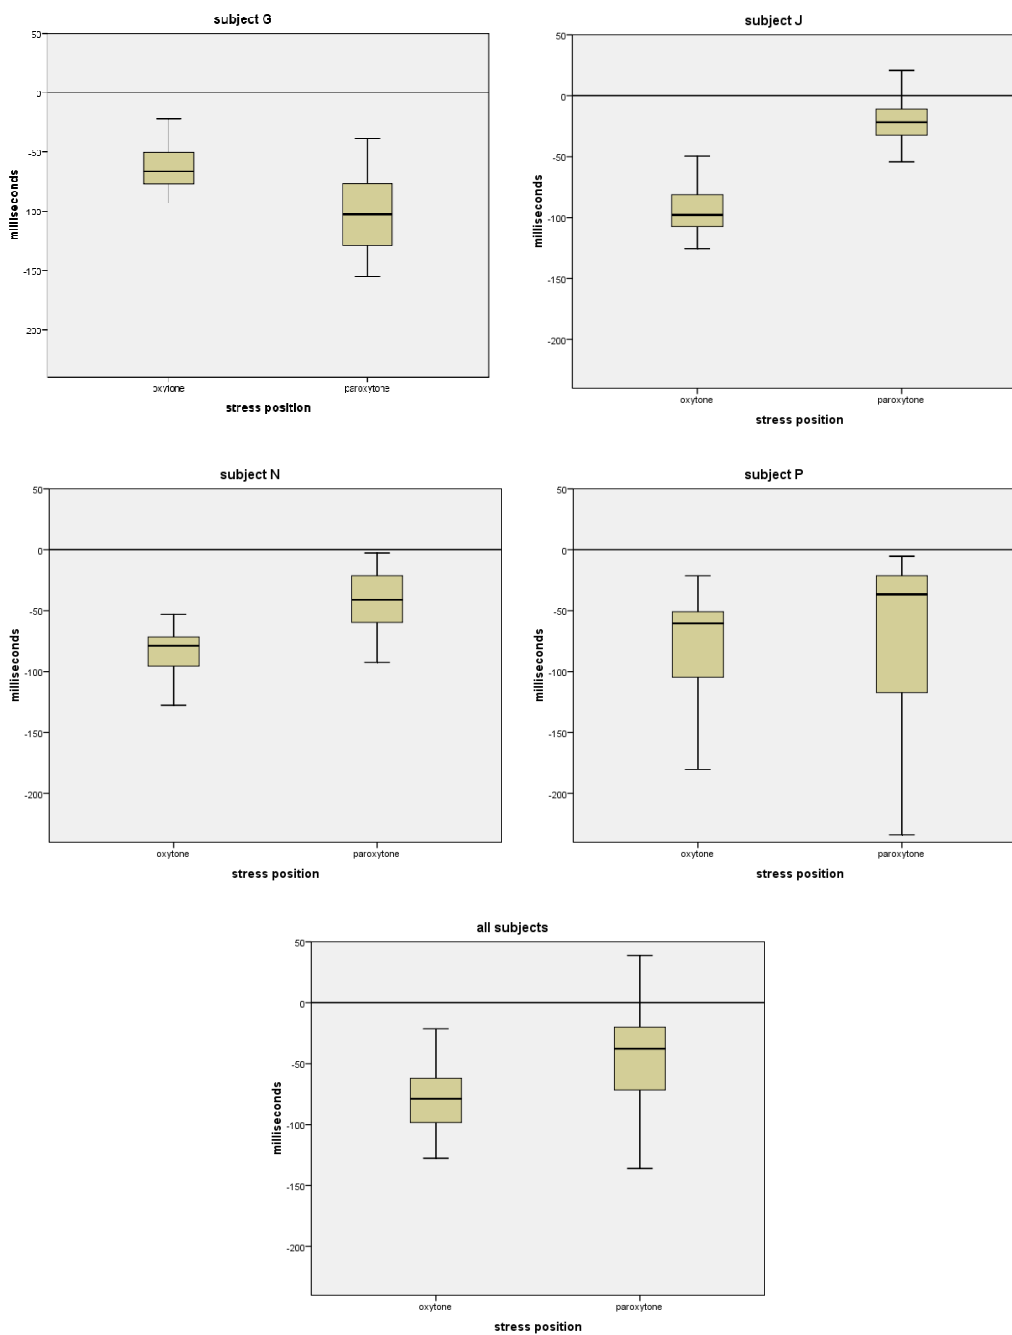 subject G
50
0
-50
-100
-150
-200
milliseconds
oxytone
paroxytone
stress position
subject J
50
0
-50
-100
-150
-200
milliseconds
oxytone
paroxytone
stress position
subject N
50
0
-50
-100
-150
-200
milliseconds
oxytone
paroxytone
stress position
subject P
50
0
-50
-100
-150
-200
milliseconds
oxytone
paroxytone
stress position
all subjects
50
0
-50
-100
-150
-200
milliseconds
oxytone
paroxytone
stress position